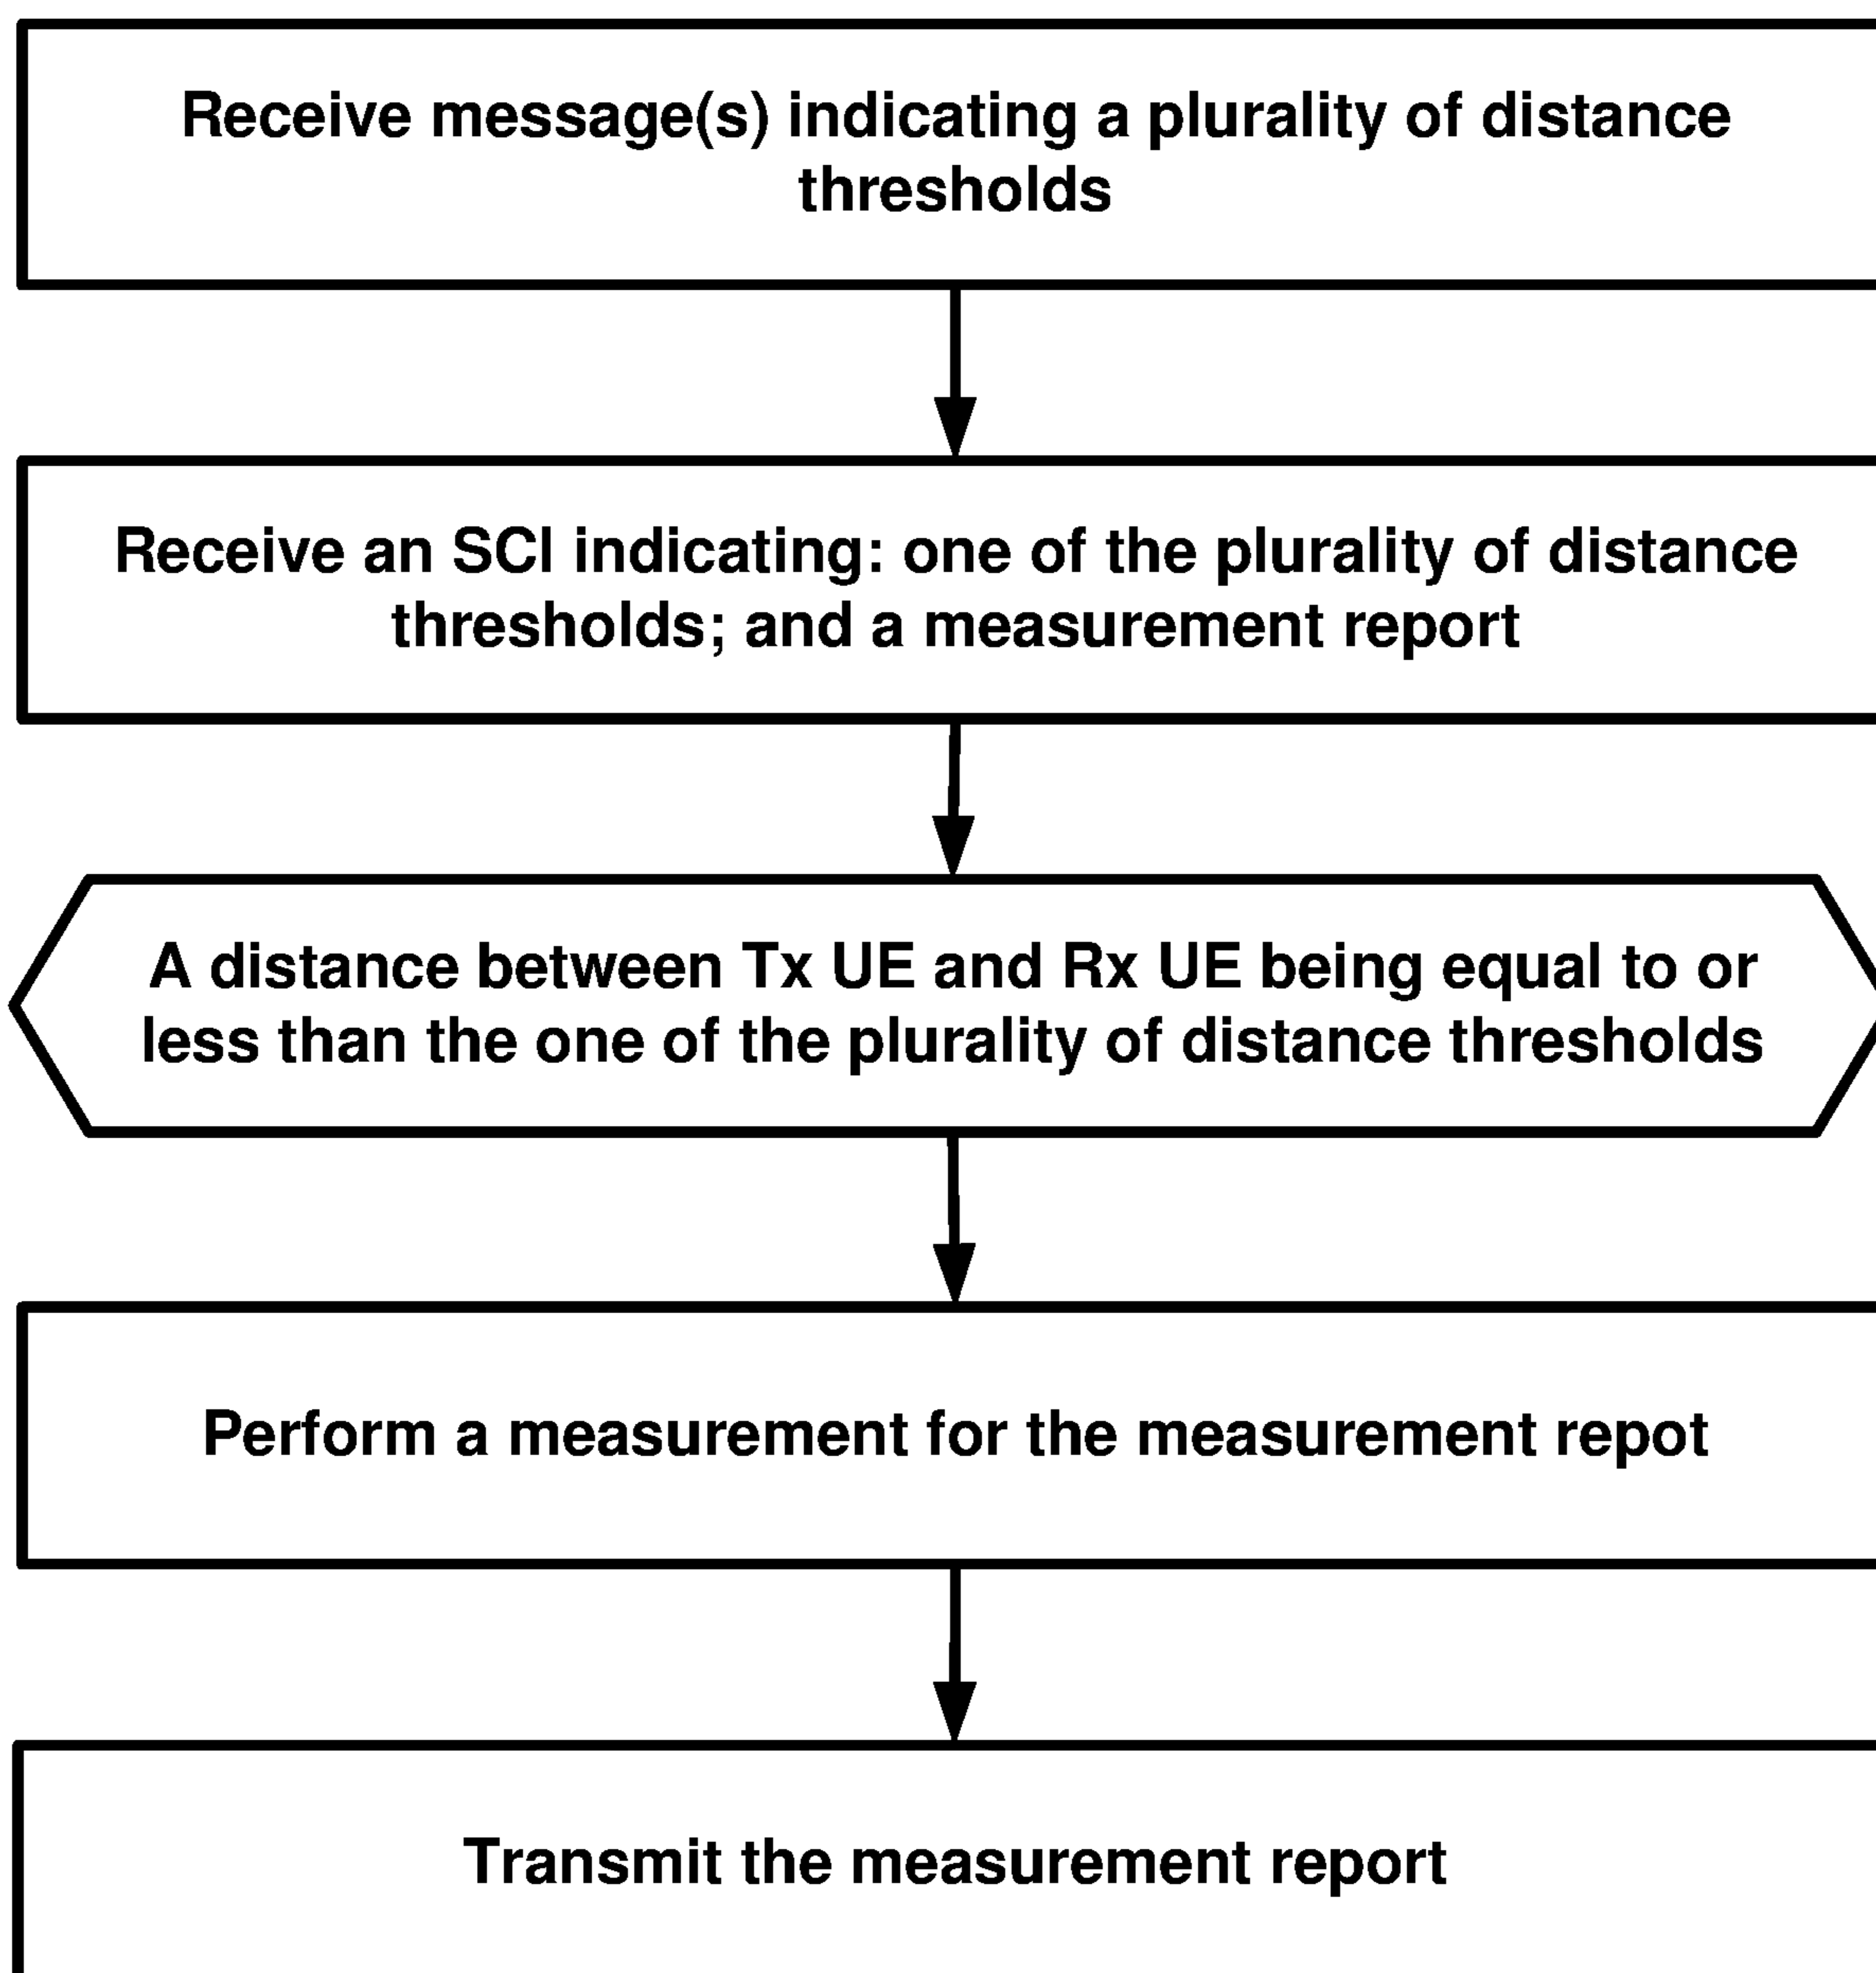 Receive message(s) indicating a plurality of distance
thresholds
Receive an SCI indicating: one of the plurality of distance
thresholds; and a measurement report
A distance between Tx UE and Rx UE being equal to or
less than the one of the plurality of distance thresholds
Perform a measurement for the measurement repot
Transmit the measurement report